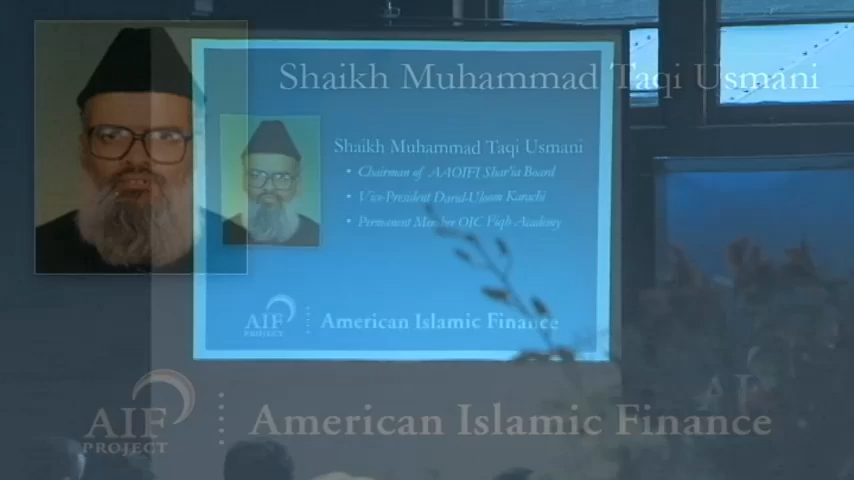 Shaikh Muhammad Taqi Usmani
Shaikh Muhammad Taqi Usmani
• Chairman of AAOIFI Shar'ia Board
• Vice-President Darul-Uloom Karachi
• Permanent Member OIC Fiqh Academy
AIF
PROJECT
American Islamic Finance
AIF
PROJECT
American Islamic Finance